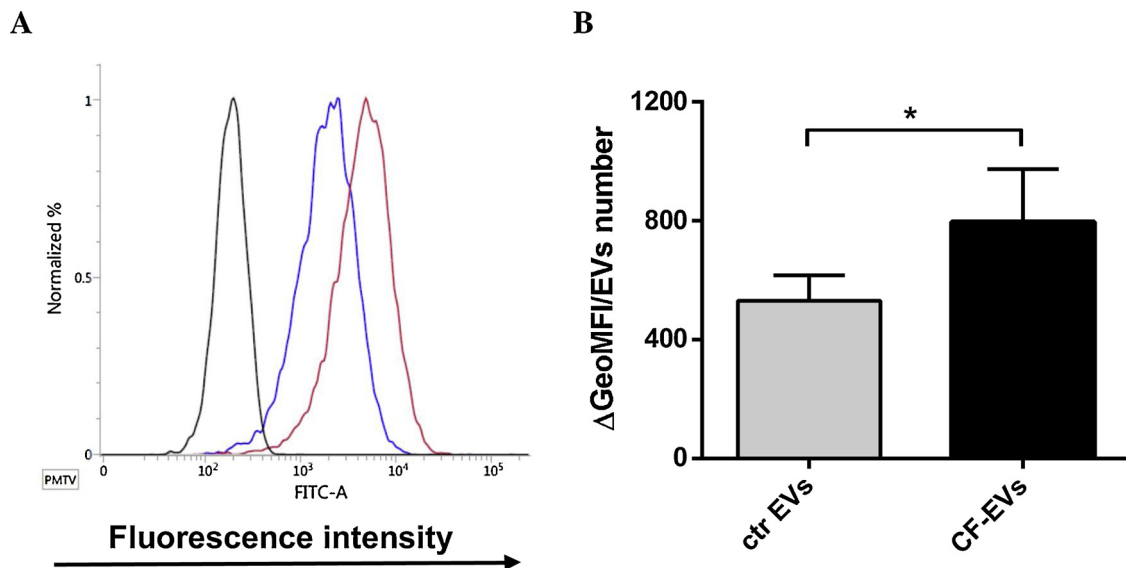 A
B
1
0.5
0
Normalized %
0
10²
10³
10⁴
10⁵
PMTV
FITC-A
Fluorescence intensity
1200
800
400
0
ΔGeoMFI/EVs number
*
ctr EVs
CF-EVs